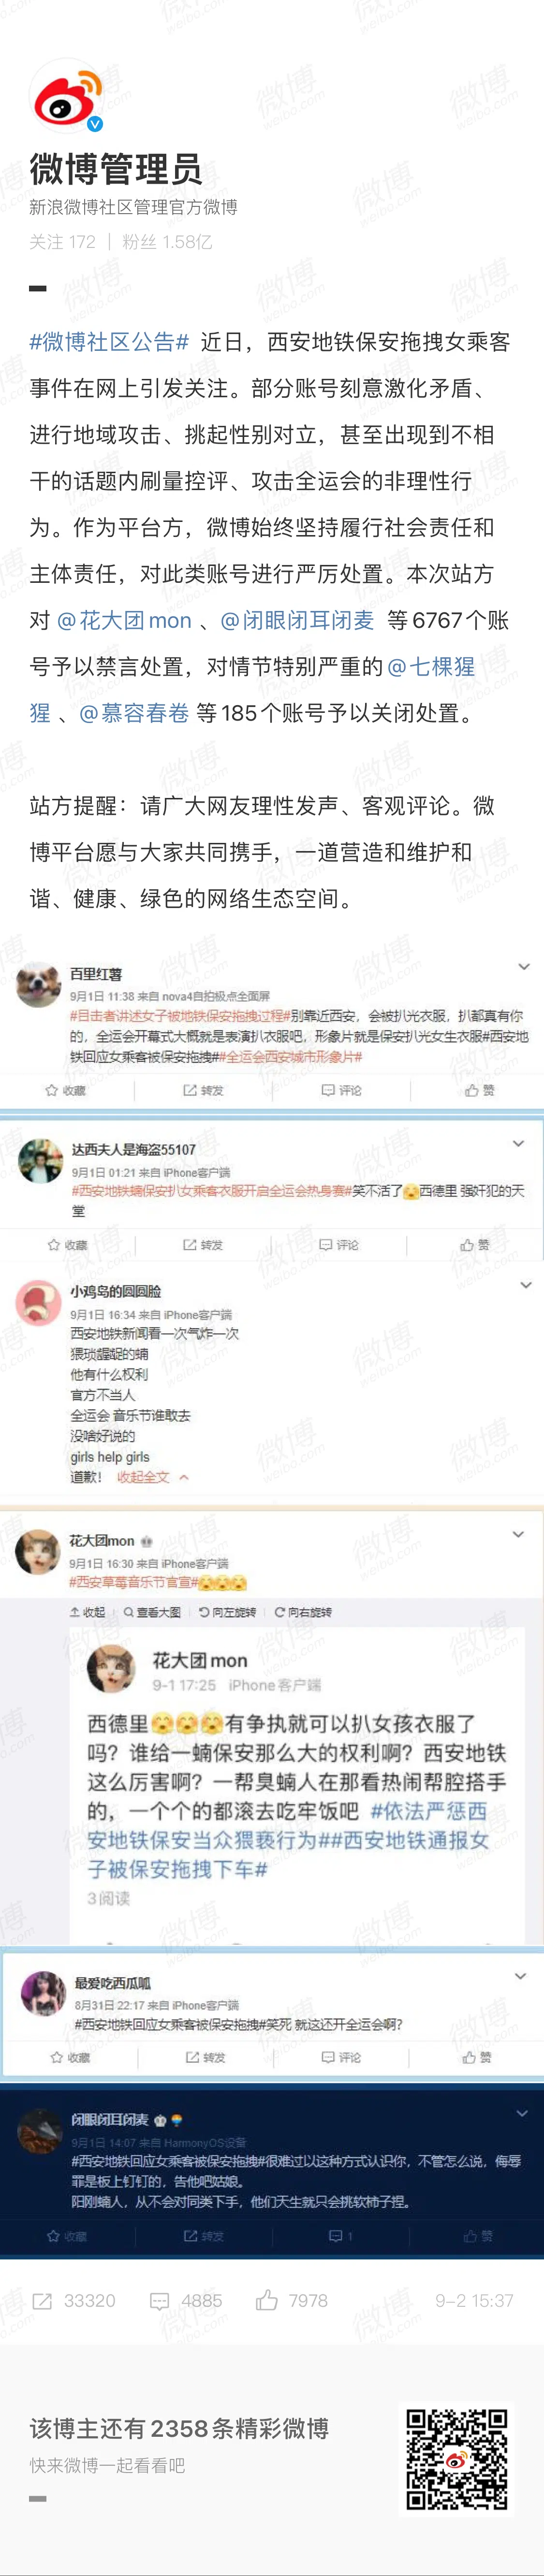 微博管理员
新浪微博社区管理官方微博
关注 172 | 粉丝 1.58亿
#微博社区公告# 近日，西安地铁保安拖拽女乘客
事件在网上引发关注。部分账号刻意激化矛盾、
进行地域攻击、挑起性别对立，甚至出现到不相
干的话题内刷量控评、攻击全运会的非理性行
为。作为平台方，微博始终坚持履行社会责任和
主体责任，对此类账号进行严厉处置。本次站方
对 @花大团mon 、@闭眼闭耳闭麦 等6767个账
号予以禁言处置，对情节特别严重的@七棵猩
猩 、@慕容春卷 等185个账号予以关闭处置。
站方提醒：请广大网友理性发声、客观评论。微
博平台愿与大家共同携手，一道营造和维护和
谐、健康、绿色的网络生态空间。
百里红薯
9月1日 11:38 来自 nova4自拍极点全面屏
#目击者讲述女子被地铁保安拖拽过程#别靠近西安，会被扒光衣服，扒都真有你
的，全运会开幕式大概就是表演扒衣服吧，形象片就是保安扒光女生衣服#西安地
铁回应女乘客被保安拖拽##全运会西安城市形象片#
收藏 转发 评论 赞
达西夫人是海盗55107
9月1日 01:21 来自 iPhone客户端
#西安地铁蝻保安扒女乘客衣服开启全运会热身赛#笑不活了西德里 强奸犯的天
堂
收藏 转发 评论 赞
小鸡岛的圆圆脸
9月1日 16:34 来自 iPhone客户端
西安地铁新闻看一次气炸一次
猥琐龌龊的蝻
他有什么权利
官方不当人
全运会 音乐节谁敢去
没啥好说的
girls help girls
道歉！ 收起全文
花大团mon
9月1日 16:30 来自 iPhone客户端
#西安草莓音乐节官宣#
收起 查看大图 向左旋转 向右旋转
花大团mon
9-1 17:25 iPhone客户端
西德里有争执就可以扒女孩衣服了
吗？谁给一蝻保安那么大的权利啊？西安地铁
这么厉害啊？一帮臭蝻人在那看热闹帮腔搭手
的，一个个的都滚去吃牢饭吧 #依法严惩西
安地铁保安当众猥亵行为##西安地铁通报女
子被保安拖拽下车#
3阅读
最爱吃西瓜呱
8月31日 22:17 来自 iPhone客户端
#西安地铁回应女乘客被保安拖拽#笑死 就这还开全运会啊?
收藏 转发 评论 赞
闭眼闭耳闭麦
9月1日 14:07 来自 HarmonyOS设备
#西安地铁回应女乘客被保安拖拽#很难过以这种方式认识你，不管怎么说，侮辱
罪是板上钉钉的，告他吧姑娘。
阳刚蝻人，从不会对同类下手，他们天生就只会挑软柿子捏。
收藏 转发 1 赞
33320 4885 7978 9-2 15:37
该博主还有2358条精彩微博
快来微博一起看看吧